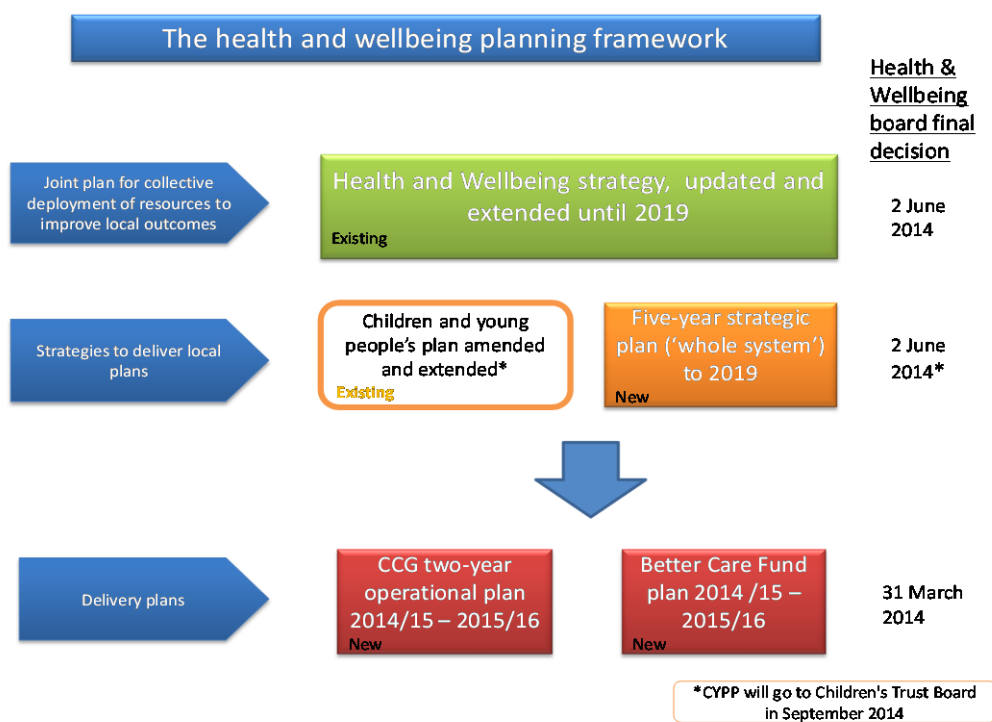 The health and wellbeing planning framework
Health &
Wellbeing
board final
decision
Joint plan for collective
deployment of resources to
improve local outcomes
Health and Wellbeing strategy, updated and
extended until 2019
Existing
2 June
2014
Strategies to deliver local
plans
Children and young
people's plan amended
and extended*
Existing
Five-year strategic
plan ('whole system')
to 2019
New
2 June
2014*
Delivery plans
CCG two-year
operational plan
2014/15 – 2015/16
New
Better Care Fund
plan 2014 /15 –
2015/16
New
31 March
2014
*CYPP will go to Children's Trust Board
in September 2014